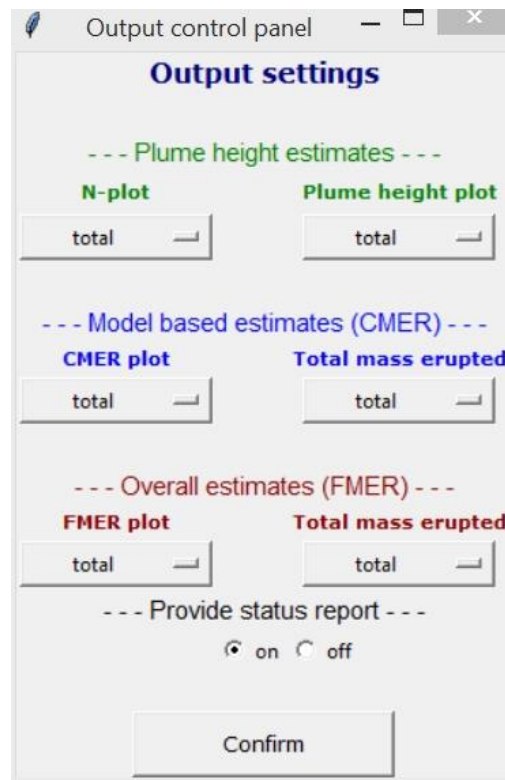 Output control panel
Output settings
- - - Plume height estimates - - -
N-plot Plume height plot
total total
- - - Model based estimates (CMER) - - -
CMER plot Total mass erupted
total total
- - - Overall estimates (FMER) - - -
FMER plot Total mass erupted
total total
- - - Provide status report - - -
on off
Confirm